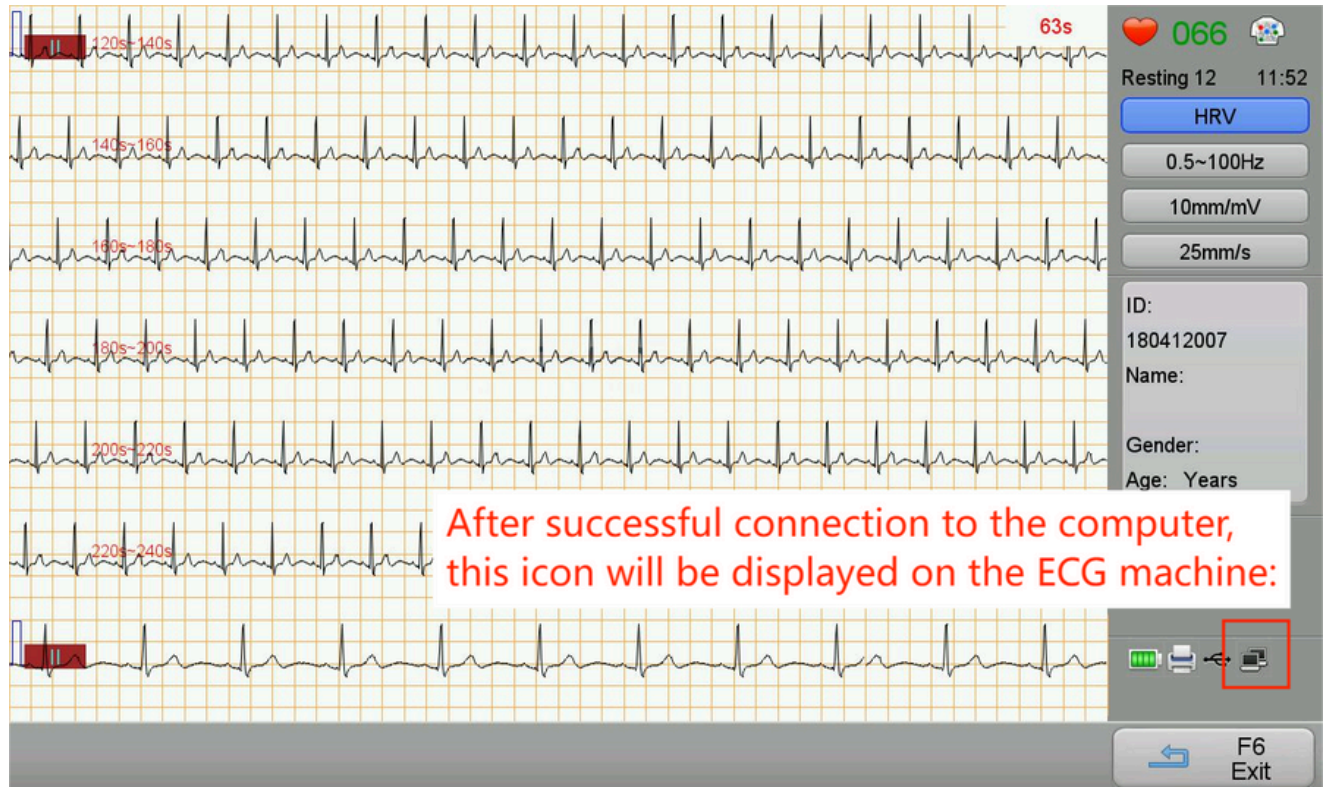 II
120s~140s
63s
066
Resting 12 11:52
HRV
140s~160s
0.5~100Hz
10mm/mV
160s~180s
25mm/s
ID:
180412007
180s~200s
Name:
200s~220s
Gender:
Age: Years
After successful connection to the computer,
this icon will be displayed on the ECG machine:
220s~240s
II
F6
Exit